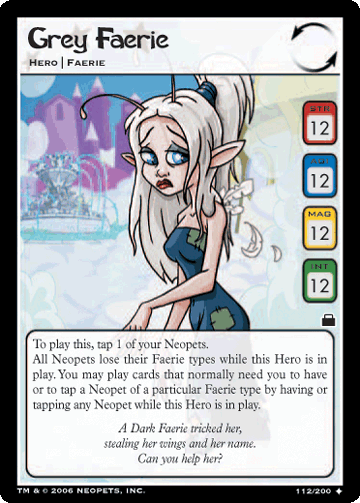 Grey Faerie
Hero | Faerie
STR
12
12
MAG
12
INT
12
To play this, tap 1 of your Neopets.
All Neopets lose their Faerie types while this Hero is in
play. You may play cards that normally need you to have
or to tap a Neopet of a particular Faerie type by having or
tapping any Neopet while this Hero is in play.
A Dark Faerie tricked her,
stealing her wings and her name.
Can you help her?
TM & © 2006 NEOPETS, INC.
112/200 ♦